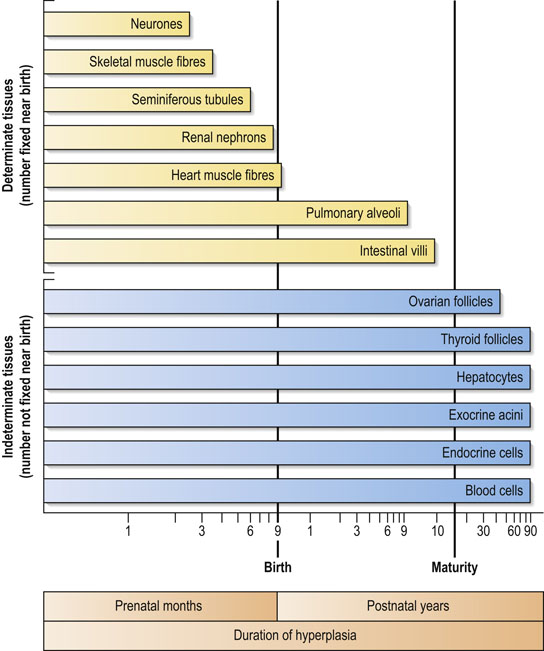 Determinate tissues
(number fixed near birth)
Neurones
Skeletal muscle fibres
Seminiferous tubules
Renal nephrons
Heart muscle fibres
Pulmonary alveoli
Intestinal villi
Indeterminate tissues
(number not fixed near birth)
Ovarian follicles
Thyroid follicles
Hepatocytes
Exocrine acini
Endocrine cells
Blood cells
1 3 6 9 1 3 6 9 10 30 60 90
Birth Maturity
Prenatal months Postnatal years
Duration of hyperplasia